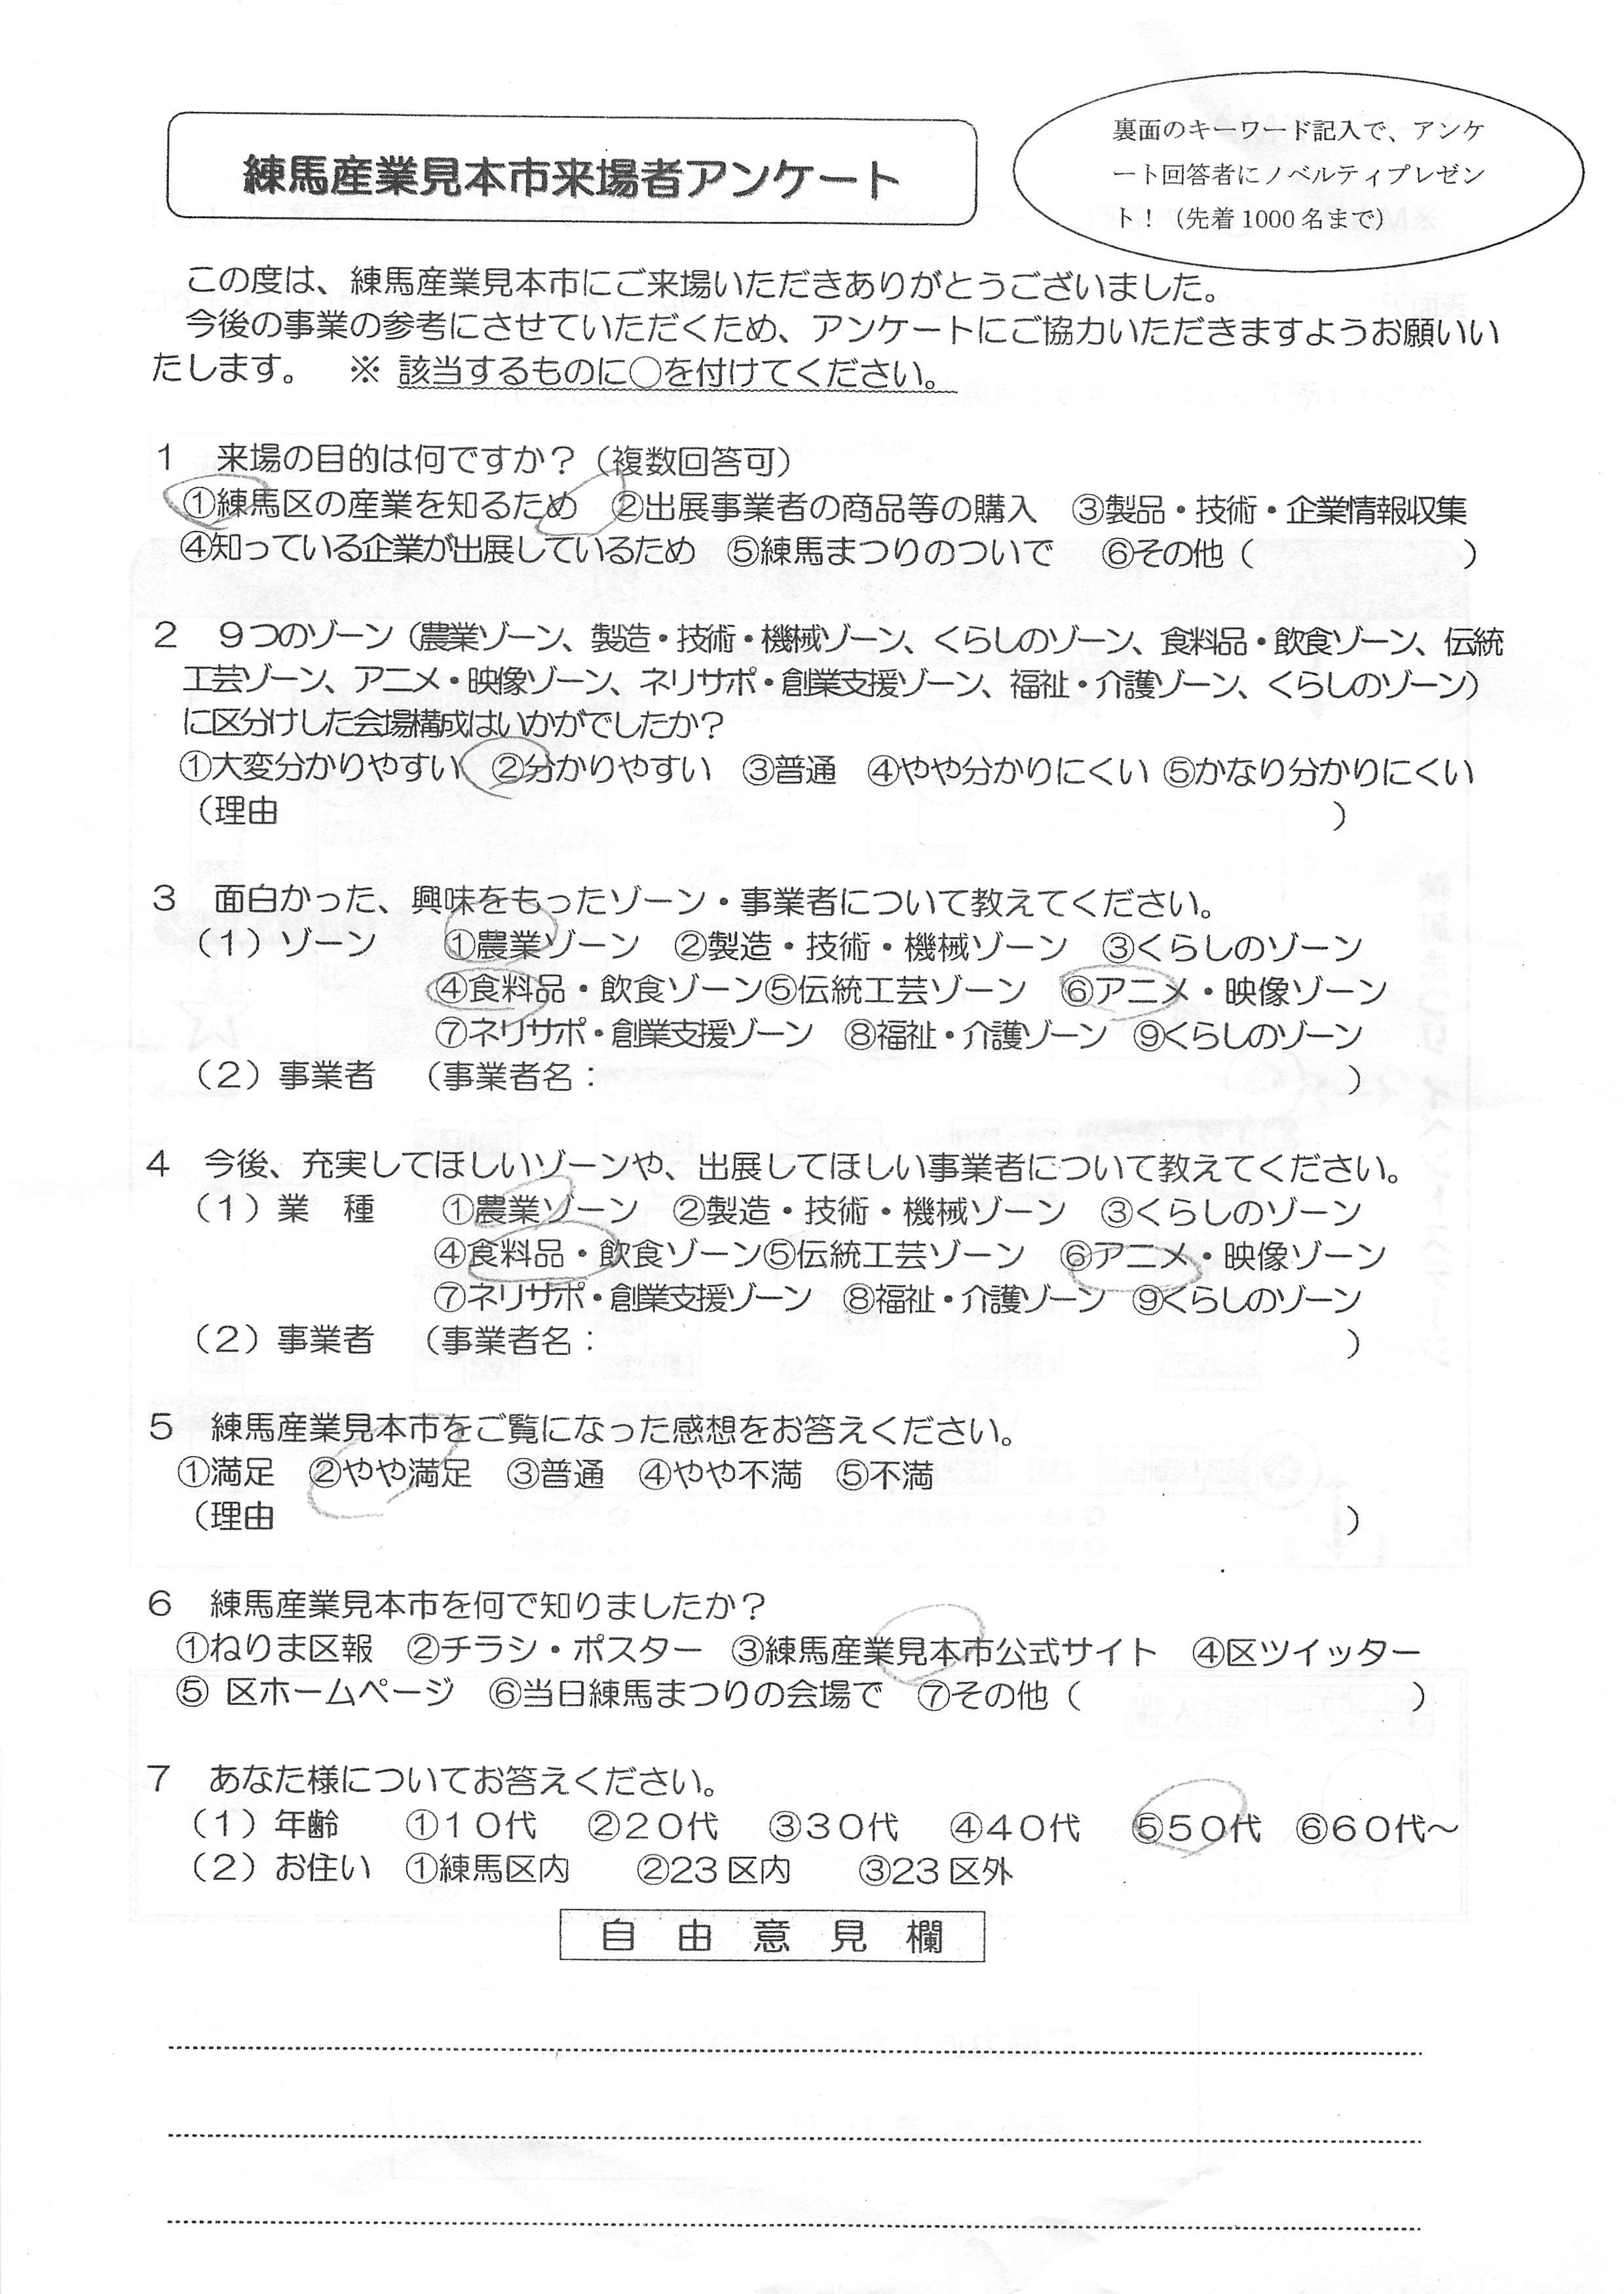 練馬産業見本市来場者アンケート
裏面のキーワード記入で、アンケ
ート回答者にノベルティプレゼン
ト！（先着1000名まで）
この度は、練馬産業見本市にご来場いただきありがとうございました。
今後の事業の参考にさせていただくため、アンケートにご協力いただきますようお願いい
たします。　※ 該当するものに○を付けてください。
１　来場の目的は何ですか？（複数回答可）
①練馬区の産業を知るため　②出展事業者の商品等の購入　③製品・技術・企業情報収集
④知っている企業が出展しているため　⑤練馬まつりのついで　⑥その他（　　　　　　）
２　９つのゾーン（農業ゾーン、製造・技術・機械ゾーン、くらしのゾーン、食料品・飲食ゾーン、伝統
工芸ゾーン、アニメ・映像ゾーン、ネリサポ・創業支援ゾーン、福祉・介護ゾーン、くらしのゾーン）
に区分けした会場構成はいかがでしたか？
①大変分かりやすい　②分かりやすい　③普通　④やや分かりにくい ⑤かなり分かりにくい
（理由　　　　　　　　　　　　　　　　　　　　　　　　　　　　　　　　）
３　面白かった、興味をもったゾーン・事業者について教えてください。
（１）ゾーン　　①農業ゾーン　②製造・技術・機械ゾーン　③くらしのゾーン
④食料品・飲食ゾーン⑤伝統工芸ゾーン　⑥アニメ・映像ゾーン
⑦ネリサポ・創業支援ゾーン　⑧福祉・介護ゾーン　⑨くらしのゾーン
（２）事業者　（事業者名：　　　　　　　　　　　　　　　　　　　　　　　）
４　今後、充実してほしいゾーンや、出展してほしい事業者について教えてください。
（１）業　種　　①農業ゾーン　②製造・技術・機械ゾーン　③くらしのゾーン
④食料品・飲食ゾーン⑤伝統工芸ゾーン　⑥アニメ・映像ゾーン
⑦ネリサポ・創業支援ゾーン　⑧福祉・介護ゾーン　⑨くらしのゾーン
（２）事業者　（事業者名：　　　　　　　　　　　　　　　　　　　　　　　）
５　練馬産業見本市をご覧になった感想をお答えください。
①満足　②やや満足　③普通　④やや不満　⑤不満
（理由　　　　　　　　　　　　　　　　　　　　　　　　　　　　　　　　）
６　練馬産業見本市を何で知りましたか？
①ねりま区報　②チラシ・ポスター　③練馬産業見本市公式サイト　④区ツイッター
⑤ 区ホームページ　⑥当日練馬まつりの会場で　⑦その他（　　　　　　　　　　）
７　あなた様についてお答えください。
（１）年齢　　①１０代　②２０代　③３０代　④４０代　⑤５０代　⑥６０代～
（２）お住い　①練馬区内　　②23区内　　③23区外
自　由　意　見　欄